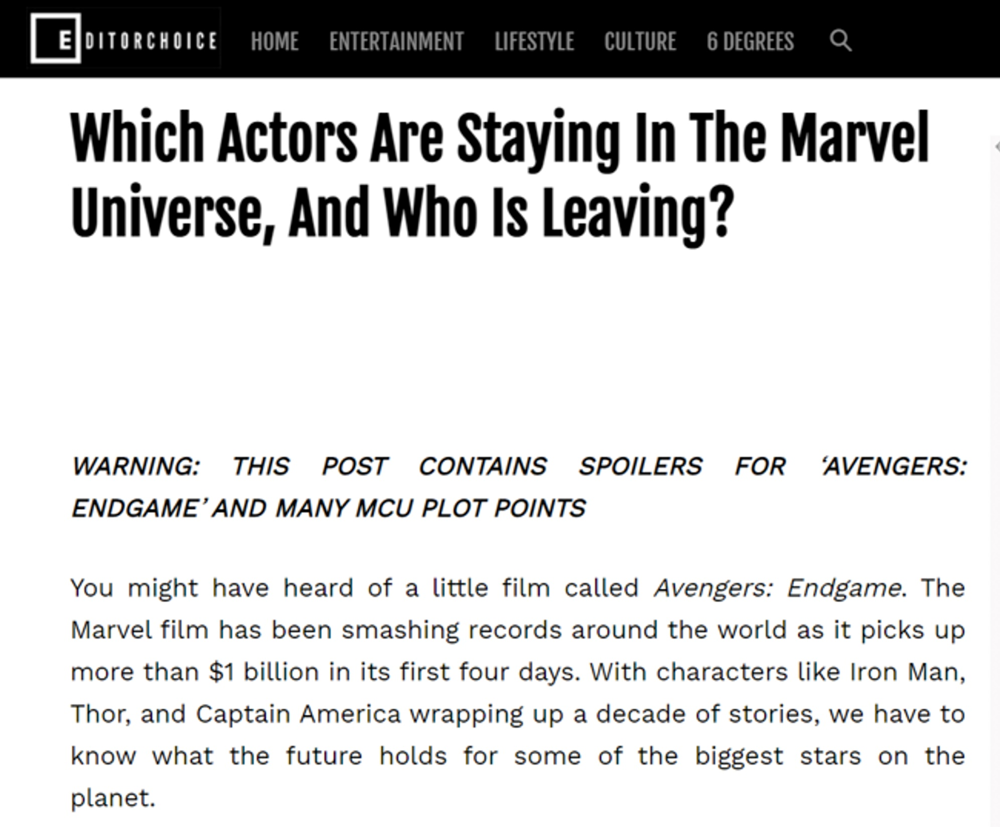 EDITORCHOICE HOME ENTERTAINMENT LIFESTYLE CULTURE 6 DEGREES
Which Actors Are Staying In The Marvel
Universe, And Who Is Leaving?
WARNING: THIS POST CONTAINS SPOILERS FOR ‘AVENGERS:
ENDGAME’ AND MANY MCU PLOT POINTS
You might have heard of a little film called Avengers: Endgame. The
Marvel film has been smashing records around the world as it picks up
more than $1 billion in its first four days. With characters like Iron Man,
Thor, and Captain America wrapping up a decade of stories, we have to
know what the future holds for some of the biggest stars on the
planet.